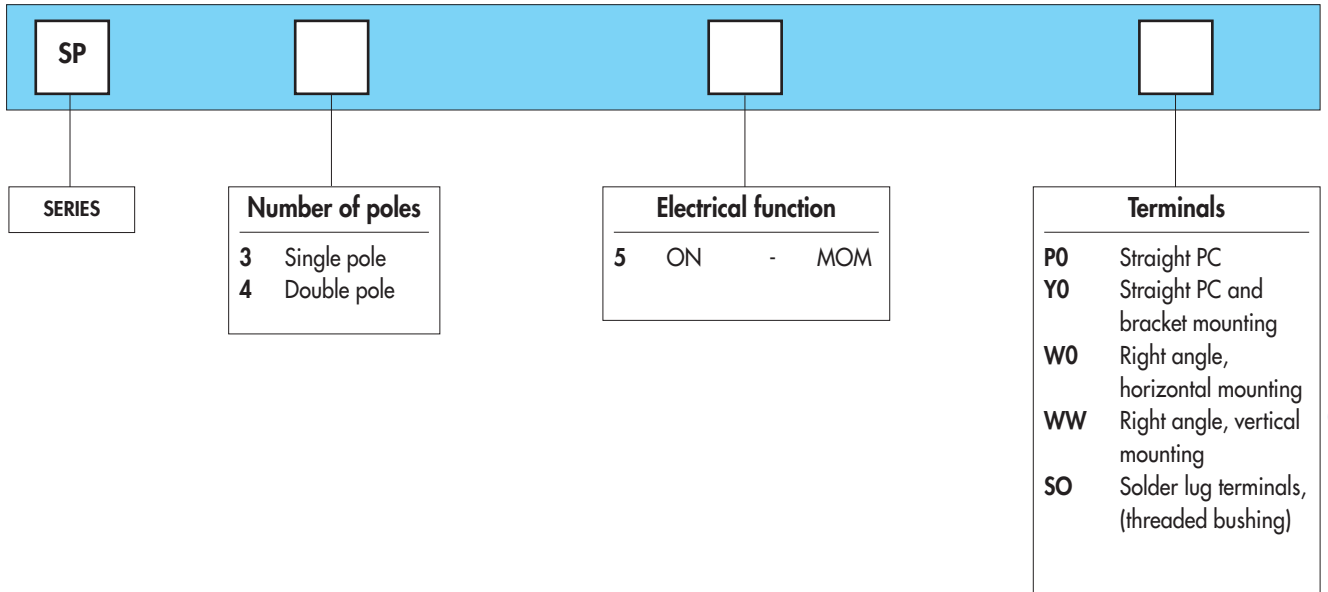 SP
SERIES
Number of poles
3 Single pole
4 Double pole
Electrical function
5 ON - MOM
Terminals
P0 Straight PC
Y0 Straight PC and
bracket mounting
W0 Right angle,
horizontal mounting
WW Right angle, vertical
mounting
SO Solder lug terminals,
(threaded bushing)